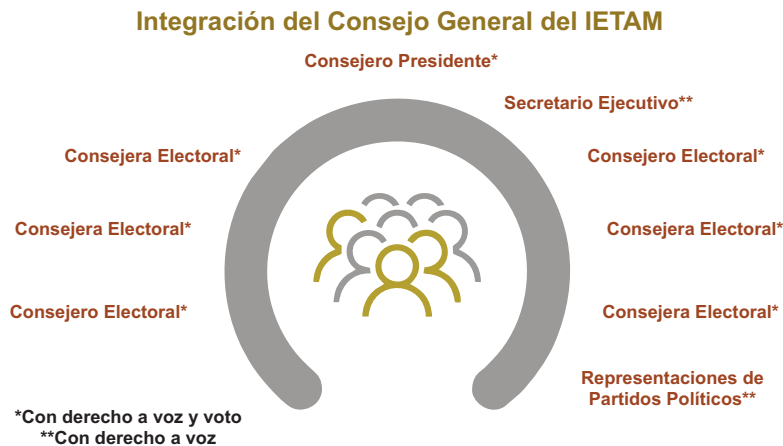 Integración del Consejo General del IETAM
Consejero Presidente*
Secretario Ejecutivo**
Consejera Electoral*
Consejero Electoral*
Consejera Electoral*
Consejera Electoral*
Consejero Electoral*
Consejera Electoral*
Representaciones de
Partidos Políticos**
*Con derecho a voz y voto
**Con derecho a voz